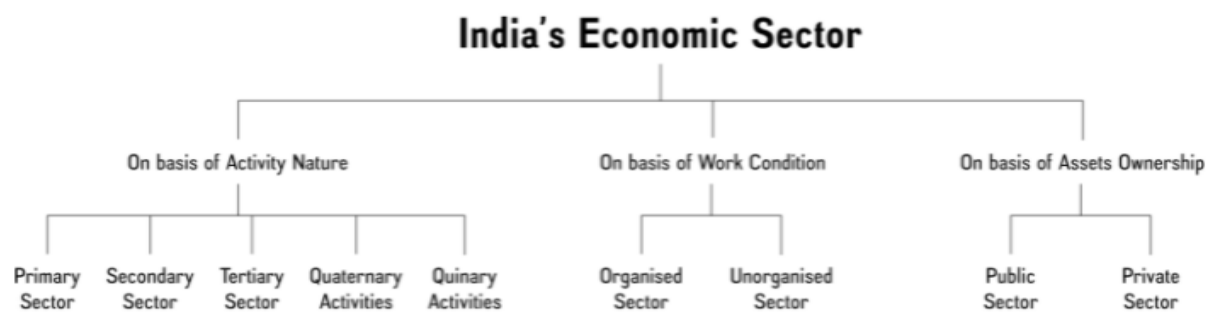 India's Economic Sector
On basis of Activity Nature
On basis of Work Condition
On basis of Assets Ownership
Primary
Sector
Secondary
Sector
Tertiary
Sector
Quaternary
Activities
Quinary
Activities
Organised
Sector
Unorganised
Sector
Public
Sector
Private
Sector